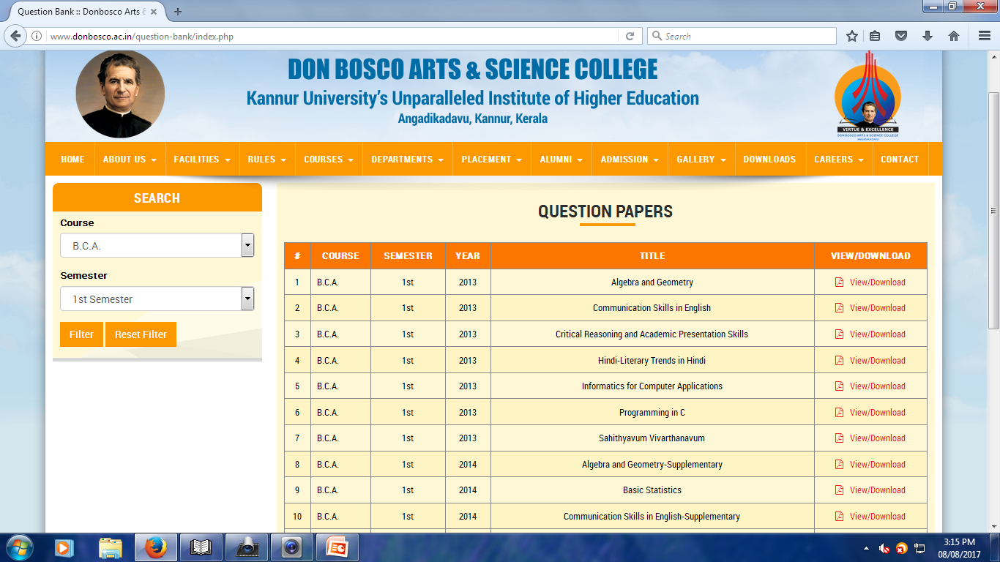 Question Bank :: Donbosco Arts &
www.donbosco.ac.in/question-bank/index.php
Search
DON BOSCO ARTS & SCIENCE COLLEGE
Kannur University's Unparalleled Institute of Higher Education
Angadikadavu, Kannur, Kerala
VIRTUE & EXCELLENCE
DON BOSCO ARTS & SCIENCE COLLEGE
ANGADIKADAVU
HOME ABOUT US FACILITIES RULES COURSES DEPARTMENTS PLACEMENT ALUMNI ADMISSION GALLERY DOWNLOADS CAREERS CONTACT
SEARCH
Course
B.C.A.
Semester
1st Semester
Filter Reset Filter
QUESTION PAPERS
# COURSE SEMESTER YEAR TITLE VIEW/DOWNLOAD
1 B.C.A. 1st 2013 Algebra and Geometry View/Download
2 B.C.A. 1st 2013 Communication Skills in English View/Download
3 B.C.A. 1st 2013 Critical Reasoning and Academic Presentation Skills View/Download
4 B.C.A. 1st 2013 Hindi-Literary Trends in Hindi View/Download
5 B.C.A. 1st 2013 Informatics for Computer Applications View/Download
6 B.C.A. 1st 2013 Programming in C View/Download
7 B.C.A. 1st 2013 Sahithyavum Vivarthanavum View/Download
8 B.C.A. 1st 2014 Algebra and Geometry-Supplementary View/Download
9 B.C.A. 1st 2014 Basic Statistics View/Download
10 B.C.A. 1st 2014 Communication Skills in English-Supplementary View/Download
3:15 PM
08/08/2017